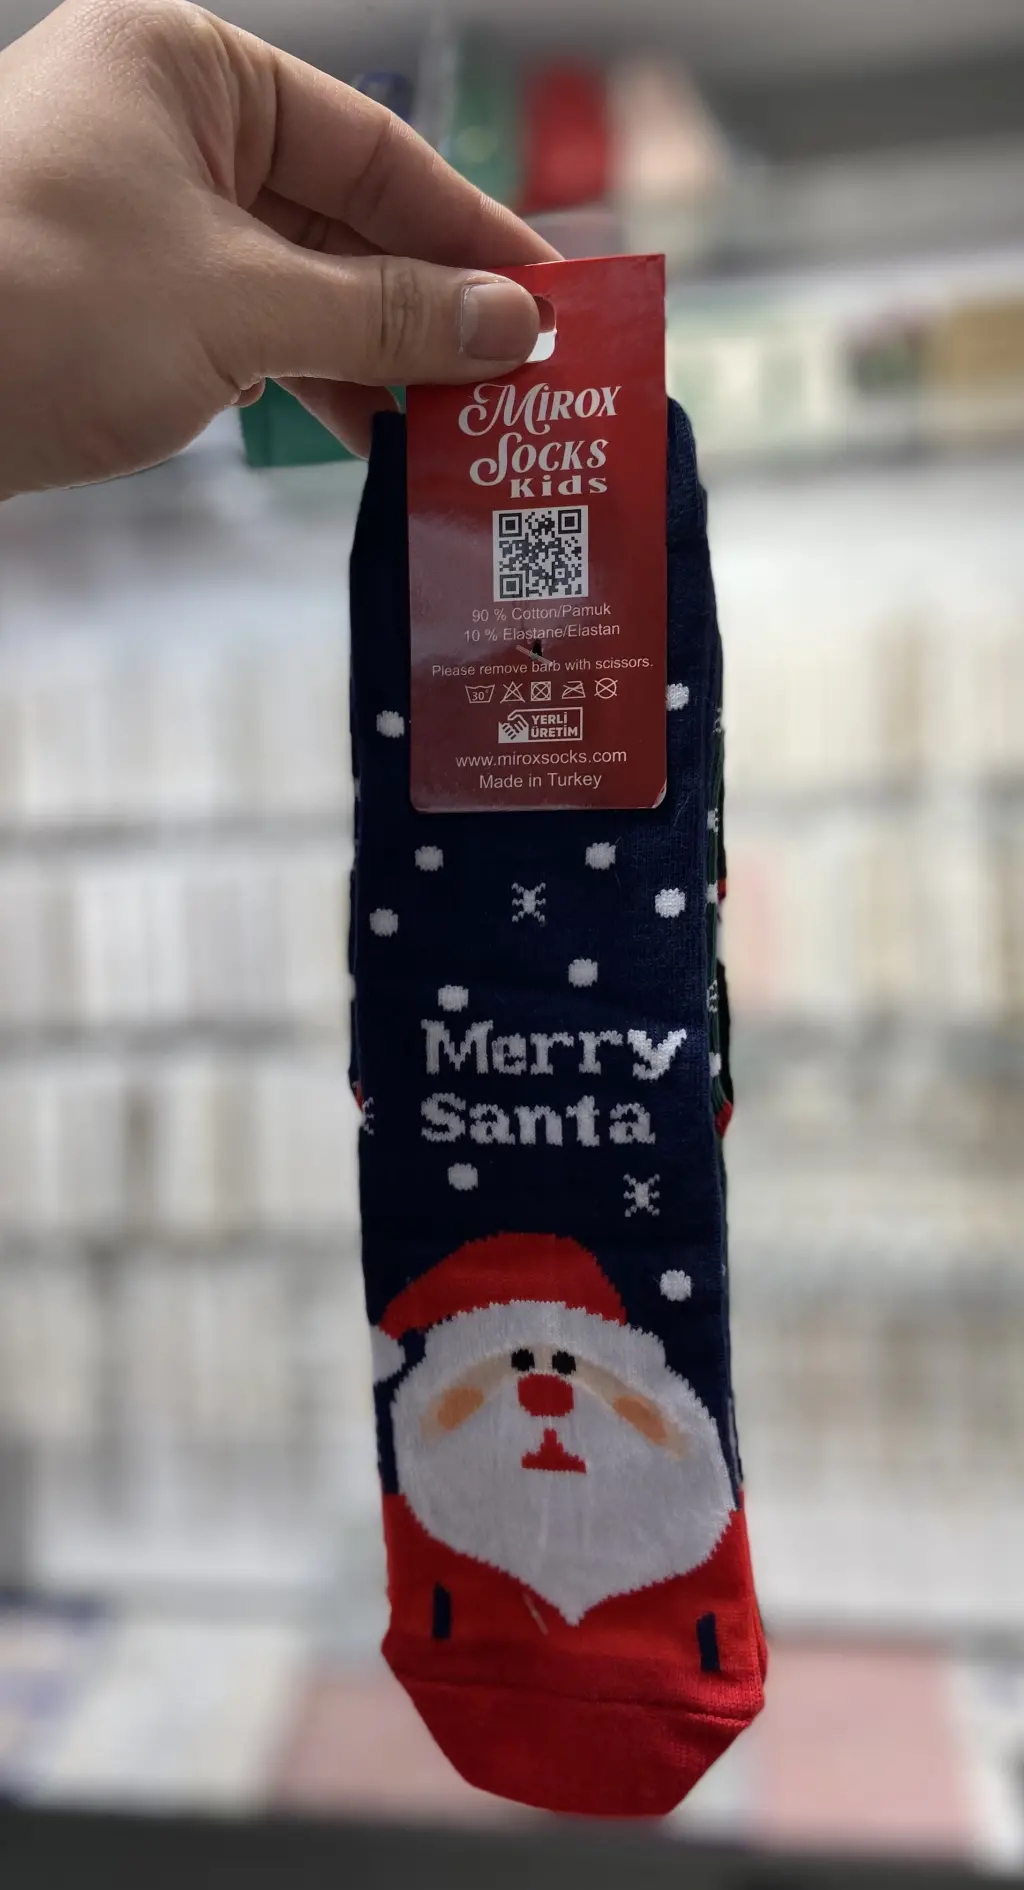 Mirox
Socks
Kids
90 % Cotton/Pamuk
10 % Elastane/Elastan
Please remove barb with scissors.
30°
YERLİ
ÜRETİM
www.miroxsocks.com
Made in Turkey
Merry
Santa